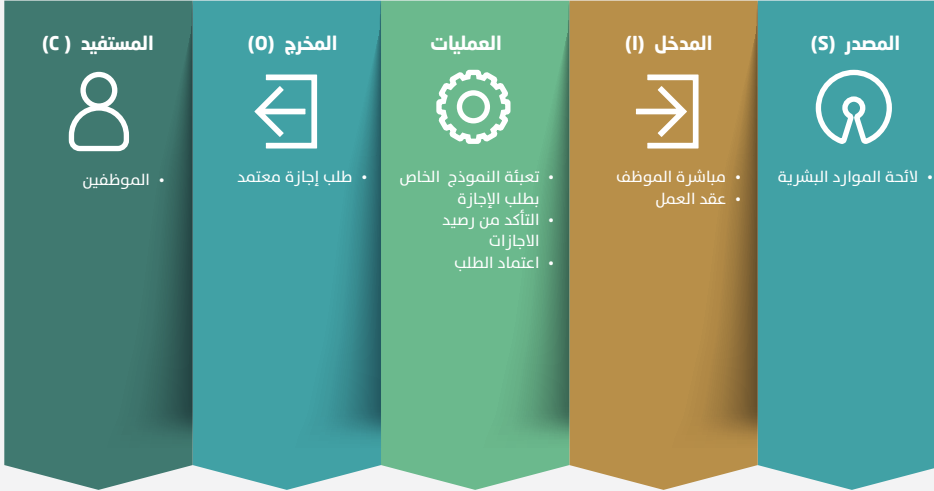 المصدر (S)
• لائحة الموارد البشرية
المدخل (I)
• مباشرة الموظف
• عقد العمل
العمليات
• تعبئة النموذج الخاص
بطلب الإجازة
• التأكد من رصيد
الاجازات
• اعتماد الطلب
المخرج (O)
• طلب إجازة معتمد
المستفيد ( C)
• الموظفين